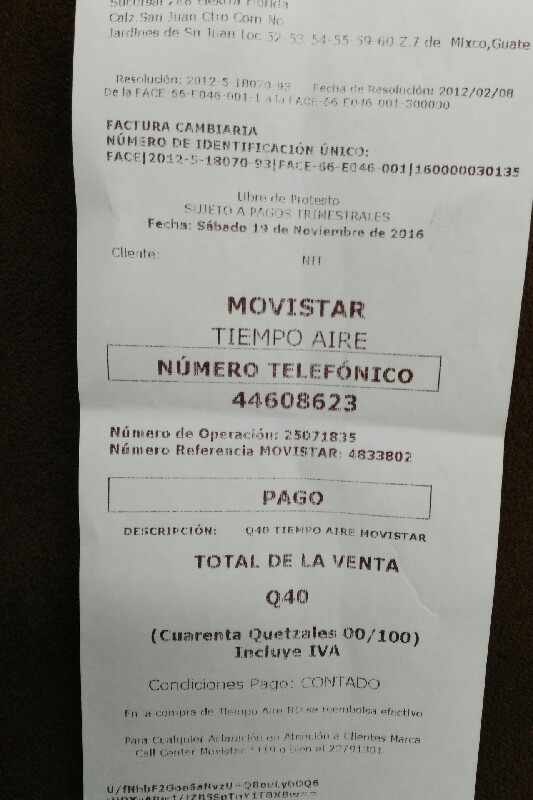 Sucursal 268 Elektra Florida
Calz.San Juan Ctro Com No
Jardines de Sn Juan Loc 52-53-54-55-59-60 Z.7 de Mixco,Guate
Resolución: 2012-5-18070-93 Fecha de Resolución: 2012/02/08
De la FACE-66-E046-001-1 a la FACE-66-E046-001-300000
FACTURA CAMBIARIA
NÚMERO DE IDENTIFICACIÓN ÚNICO:
FACE|2012-5-18070-93|FACE-66-E046-001|160000030135
Libre de Protesto
SUJETO A PAGOS TRIMESTRALES
Fecha: Sábado 19 de Noviembre de 2016
Cliente:
NIT:
MOVISTAR
TIEMPO AIRE
NÚMERO TELEFÓNICO
44608623
Número de Operación: 25071835
Número Referencia MOVISTAR: 4833802
PAGO
DESCRIPCIÓN: Q40 TIEMPO AIRE MOVISTAR
TOTAL DE LA VENTA
Q40
(Cuarenta Quetzales 00/100)
Incluye IVA
Condiciones Pago: CONTADO
En la compra de Tiempo Aire NO se reembolsa efectivo
Para Cualquier Aclaración en Atención a Clientes Marca
Call Center Movistar o bien el 22791301